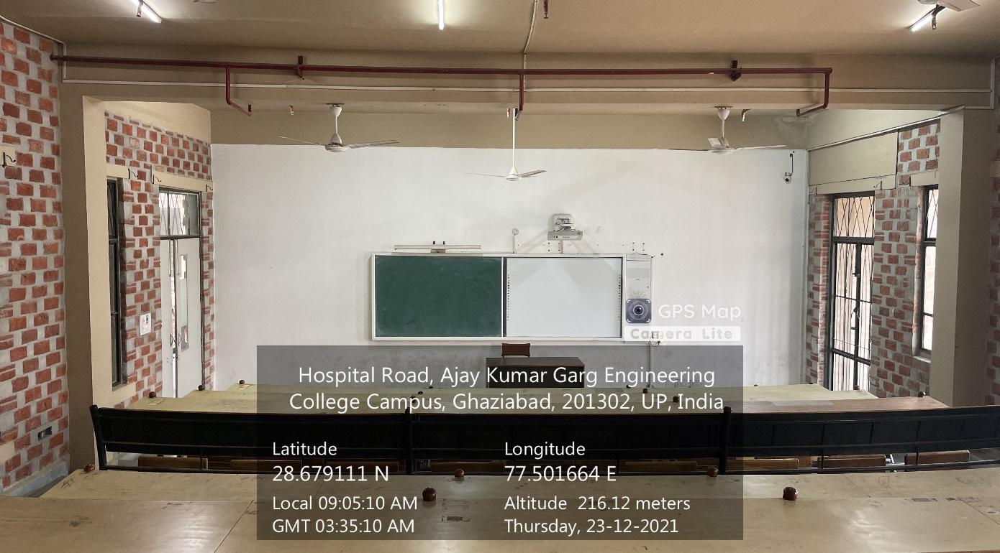 GPS Map
Camera Lite
Hospital Road, Ajay Kumar Garg Engineering
College Campus, Ghaziabad, 201302, UP, India
Latitude
28.679111 N
Longitude
77.501664 E
Local 09:05:10 AM
GMT 03:35:10 AM
Altitude 216.12 meters
Thursday, 23-12-2021